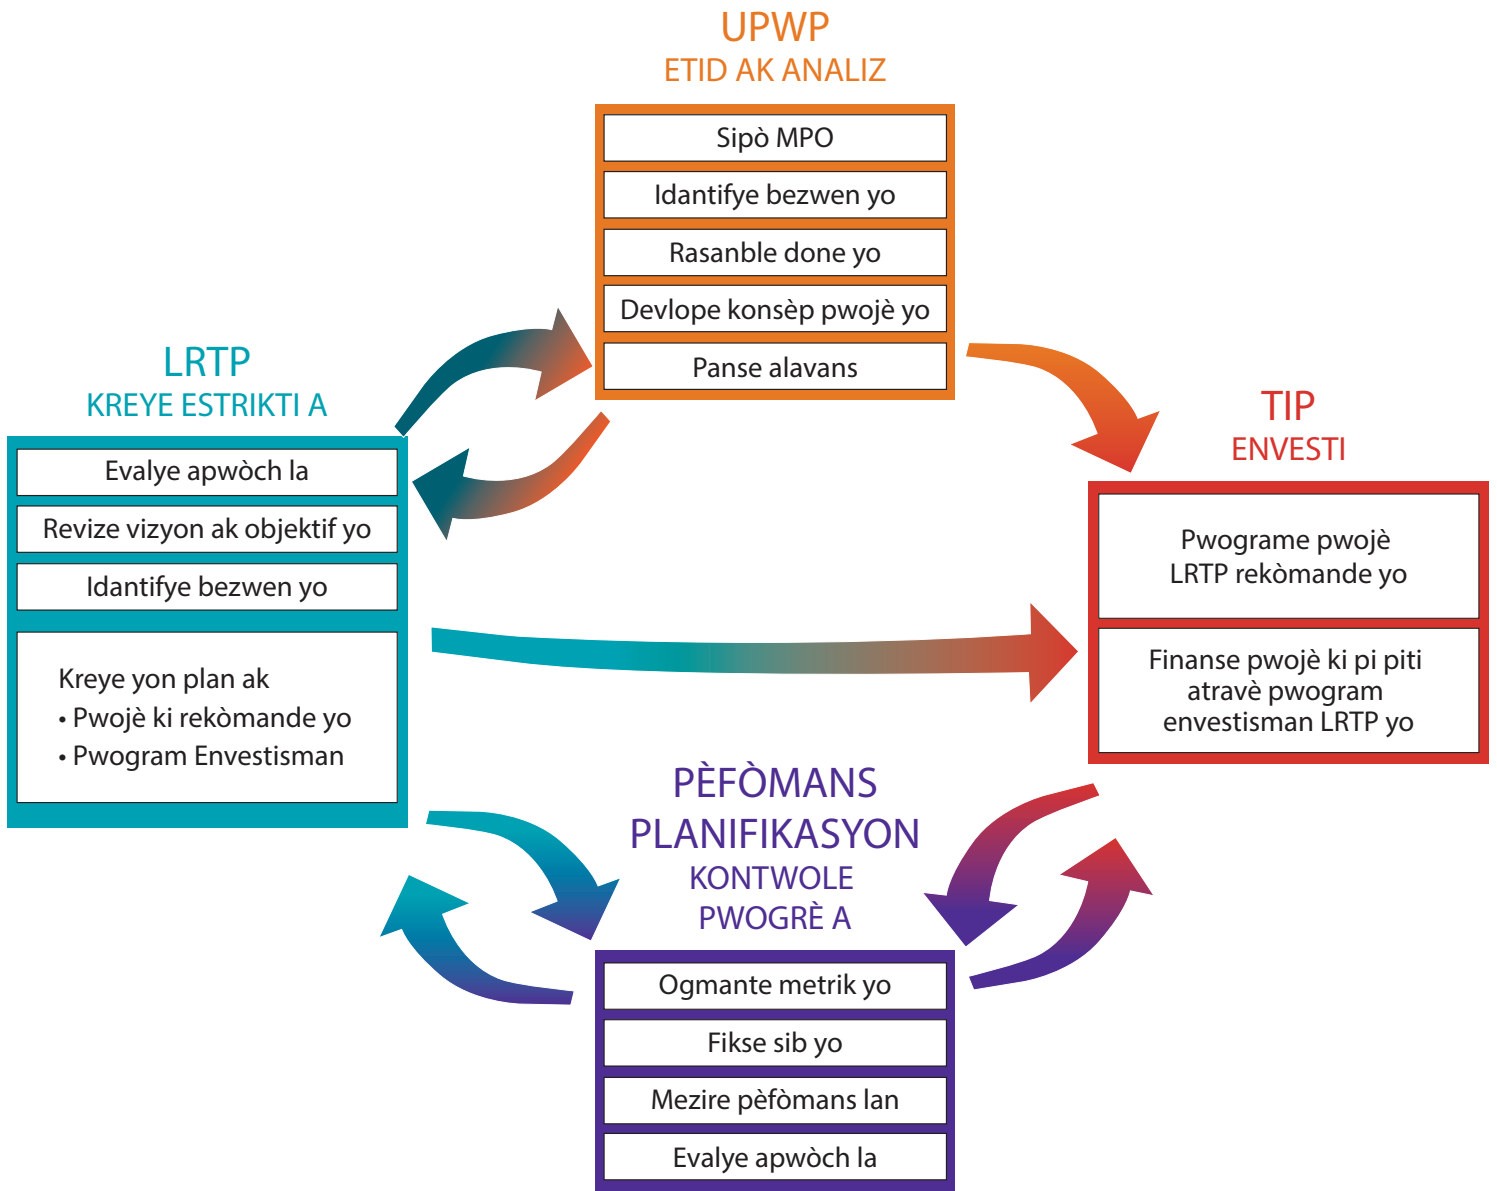 UPWP
ETID AK ANALIZ
Sipò MPO
Idantifye bezwen yo
Rasanble done yo
Devlope konsèp pwojè yo
Panse alavans
LRTP
KREYE ESTRIKTI A
Evalye apwòch la
Revize vizyon ak objektif yo
Idantifye bezwen yo
Kreye yon plan ak
• Pwojè ki rekòmande yo
• Pwogram Envestisman
TIP
ENVESTI
Pwograme pwojè
LRTP rekòmande yo
Finanse pwojè ki pi piti
atravè pwogram
envestisman LRTP yo
PÈFÒMANS
PLANIFIKASYON
KONTWOLE
PWOGRÈ A
Ogmante metrik yo
Fikse sib yo
Mezire pèfòmans lan
Evalye apwòch la